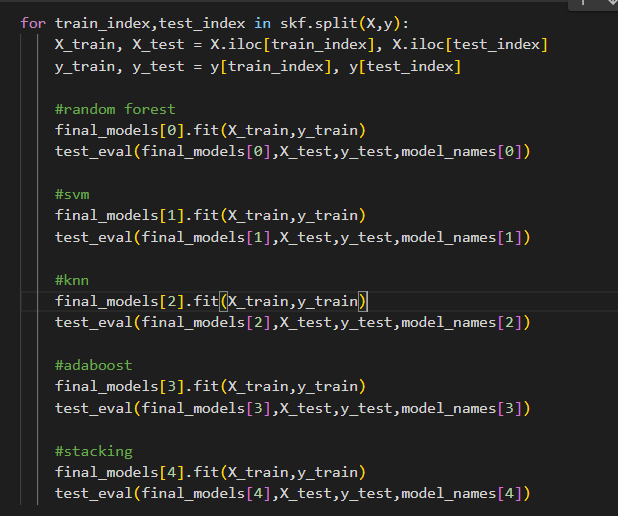 for train_index,test_index in skf.split(X,y):
    X_train, X_test = X.iloc[train_index], X.iloc[test_index]
    y_train, y_test = y[train_index], y[test_index]

    #random forest
    final_models[0].fit(X_train,y_train)
    test_eval(final_models[0],X_test,y_test,model_names[0])

    #svm
    final_models[1].fit(X_train,y_train)
    test_eval(final_models[1],X_test,y_test,model_names[1])

    #knn
    final_models[2].fit(X_train,y_train)
    test_eval(final_models[2],X_test,y_test,model_names[2])

    #adaboost
    final_models[3].fit(X_train,y_train)
    test_eval(final_models[3],X_test,y_test,model_names[3])

    #stacking
    final_models[4].fit(X_train,y_train)
    test_eval(final_models[4],X_test,y_test,model_names[4])